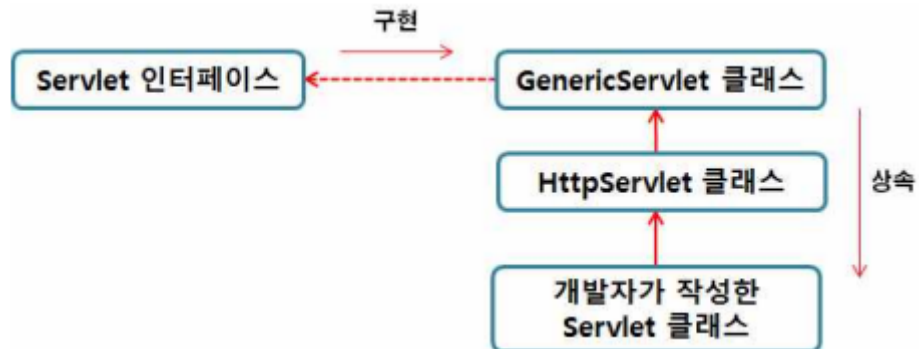 구현
Servlet 인터페이스
GenericServlet 클래스
HttpServlet 클래스
상속
개발자가 작성한
Servlet 클래스